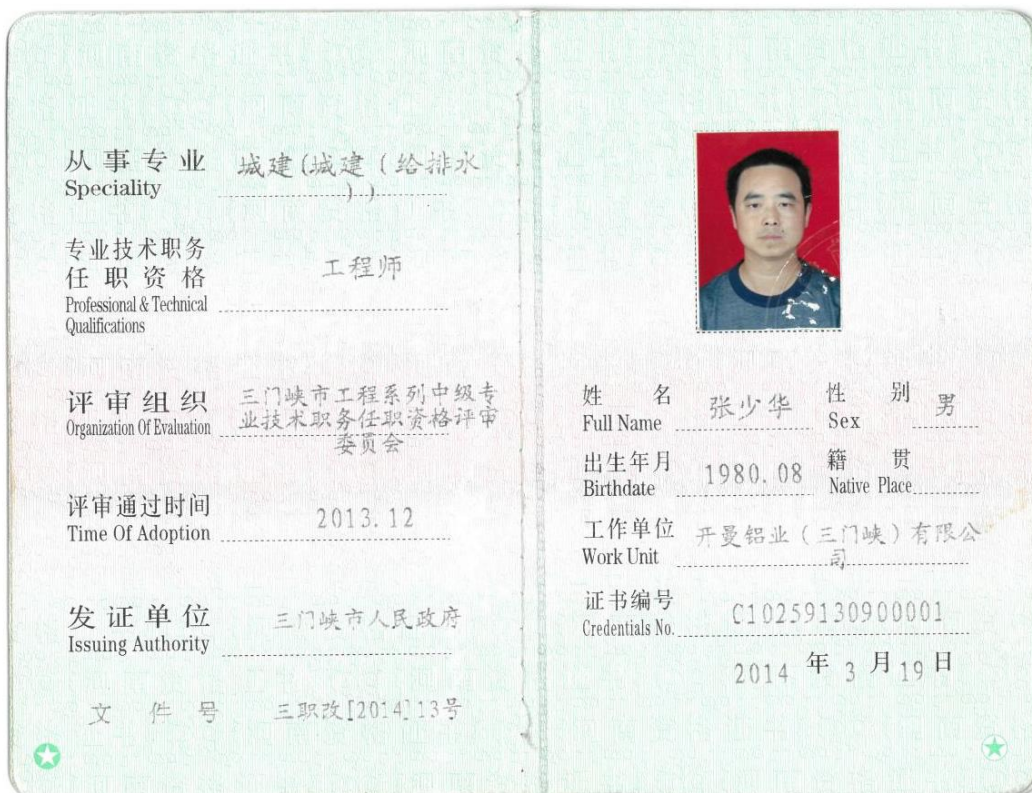 从事专业 城建(城建(给排水
Speciality ))
专业技术职务
任职资格 工程师
Professional & Technical
Qualifications
评审组织 三门峡市工程系列中级专
Organization Of Evaluation 业技术职务任职资格评审
委员会
评审通过时间 2013.12
Time Of Adoption
发证单位 三门峡市人民政府
Issuing Authority
文件号 三职改[2014]13号
姓名 张少华 性别 男
Full Name Sex
出生年月 1980.08 籍贯
Birthdate Native Place
工作单位 开曼铝业(三门峡)有限公
Work Unit 司
证书编号 C10259130900001
Credentials No.
2014 年 3 月 19 日